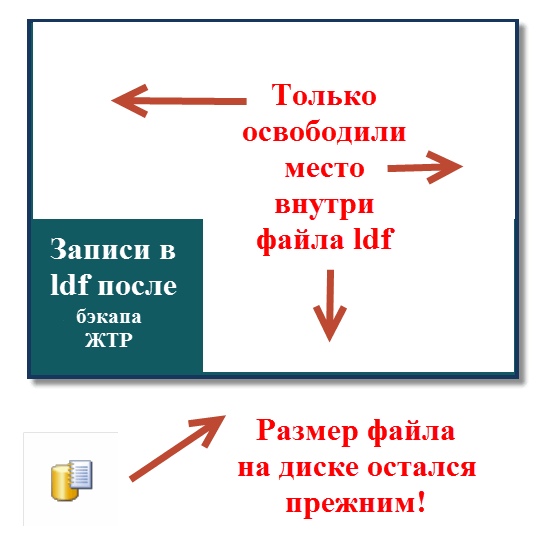 Только
освободили
место
внутри
файла ldf
Записи в
ldf после
бэкапа
ЖТР
Размер файла
на диске остался
прежним!